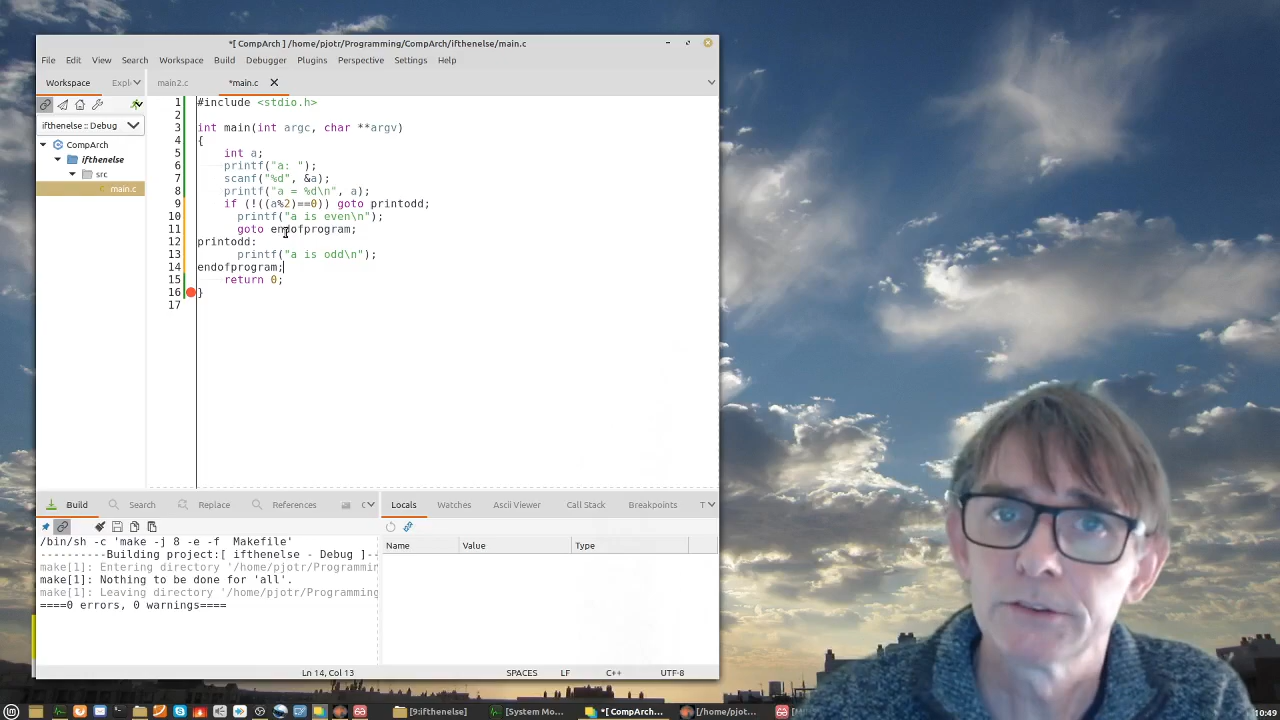 *[ CompArch ] /home/pjotr/Programming/CompArch/ifthenelse/main.c
File Edit View Search Workspace Build Debugger Plugins Perspective Settings Help
Workspace Expl main2.c *main.c
ifthenelse :: Debug
CompArch
ifthenelse
src
main.c
1 #include <stdio.h>
2
3 int main(int argc, char **argv)
4 {
5 int a;
6 printf("a: ");
7 scanf("%d", &a);
8 printf("a = %d\n", a);
9 if (!((a%2)==0)) goto printodd;
10 printf("a is even\n");
11 goto endofprogram;
12 printodd:
13 printf("a is odd\n");
14 endofprogram;
15 return 0;
16 }
17
Build Search Replace References
/bin/sh -c 'make -j 8 -e -f Makefile'
----------Building project:[ ifthenelse - Debug ]--
make[1]: Entering directory '/home/pjotr/Programmin
make[1]: Nothing to be done for 'all'.
make[1]: Leaving directory '/home/pjotr/Programming
====0 errors, 0 warnings====
Locals Watches Ascii Viewer Call Stack Breakpoints T
Name Value Type
Ln 14, Col 13 SPACES LF C++ UTF-8
[9:ifthenelse] [System Mo... [ CompArch... [/home/pjot... 10:49